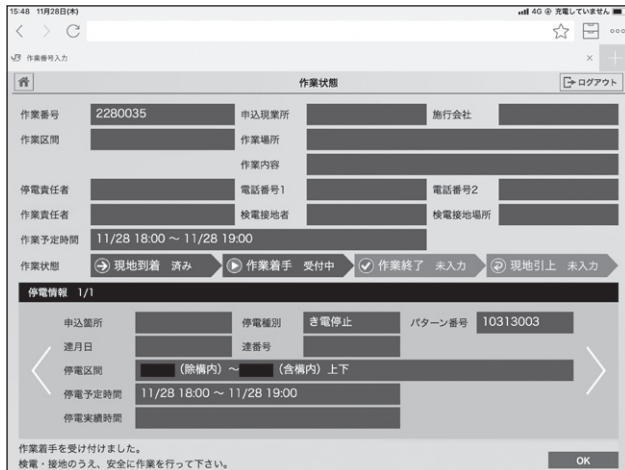 15:48 11月28日(木) 4G 充電していません
作業番号入力
作業状態 ログアウト
作業番号 2280035 申込現業所 施行会社
作業区間 作業場所
作業内容
停電責任者 電話番号1 電話番号2
作業責任者 検電接地者 検電接地場所
作業予定時間 11/28 18:00 ～ 11/28 19:00
作業状態 現地到着 済み 作業着手 受付中 作業終了 未入力 現地引上 未入力
停電情報 1/1
申込箇所 停電種別 き電停止 パターン番号 10313003
達月日 達番号
停電区間 (除構内) ～ (含構内) 上下
停電予定時間 11/28 18:00 ～ 11/28 19:00
停電実績時間
作業着手を受け付けました。
検電・接地のうえ、安全に作業を行って下さい。 OK